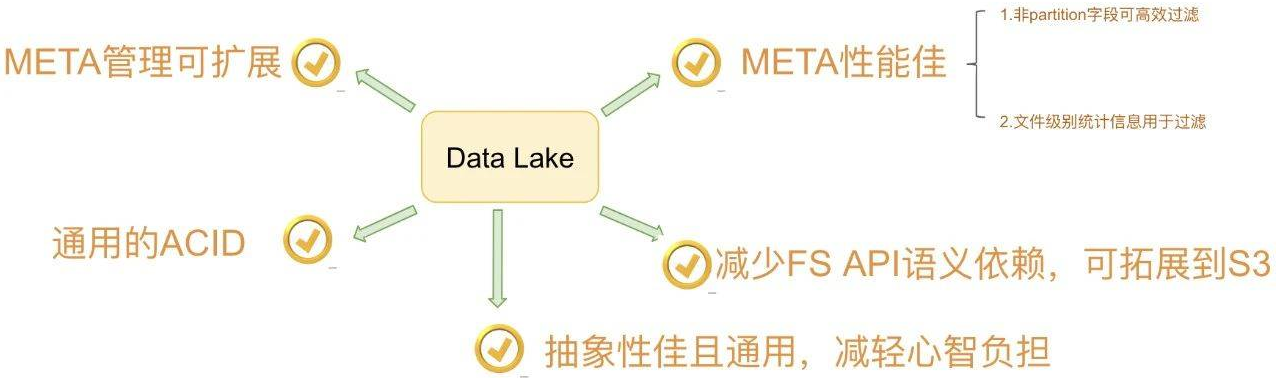 META管理可扩展
META性能佳
1.非partition字段可高效过滤
2.文件级别统计信息用于过滤
Data Lake
通用的ACID
减少FS API语义依赖，可拓展到S3
抽象性佳且通用，减轻心智负担